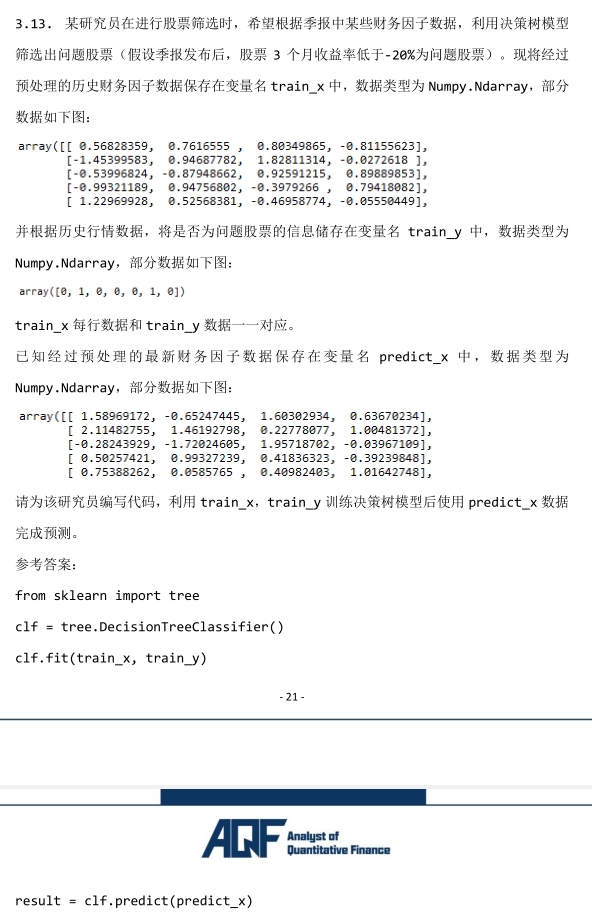 3.13. 某研究员在进行股票筛选时，希望根据季报中某些财务因子数据，利用决策树模型
筛选出问题股票（假设季报发布后，股票 3 个月收益率低于-20%为问题股票）。现将经过
预处理的历史财务因子数据保存在变量名 train_x 中，数据类型为 Numpy.Ndarray，部分
数据如下图：
array([[ 0.56828359, 0.7616555 , 0.80349865, -0.81155623],
[-1.45399583, 0.94687782, 1.82811314, -0.0272618 ],
[-0.53996824, -0.87948662, 0.92591215, 0.89889853],
[-0.99321189, 0.94756802, -0.3979266 , 0.79418082],
[ 1.22969928, 0.52568381, -0.46958774, -0.05550449],
并根据历史行情数据，将是否为问题股票的信息储存在变量名 train_y 中，数据类型为
Numpy.Ndarray，部分数据如下图：
array([0, 1, 0, 0, 0, 1, 0])
train_x 每行数据和 train_y 数据一一对应。
已知经过预处理的最新财务因子数据保存在变量名 predict_x 中，数据类型为
Numpy.Ndarray，部分数据如下图：
array([[ 1.58969172, -0.65247445, 1.60302934, 0.63670234],
[ 2.11482755, 1.46192798, 0.22778077, 1.00481372],
[-0.28243929, -1.72024605, 1.95718702, -0.03967109],
[ 0.50257421, 0.99327239, 0.41836323, -0.39239848],
[ 0.75388262, 0.0585765 , 0.40982403, 1.01642748],
请为该研究员编写代码，利用 train_x，train_y 训练决策树模型后使用 predict_x 数据
完成预测。
参考答案：
from sklearn import tree
clf = tree.DecisionTreeClassifier()
clf.fit(train_x, train_y)
- 21 -
AQF Analyst of
Quantitative Finance
result = clf.predict(predict_x)